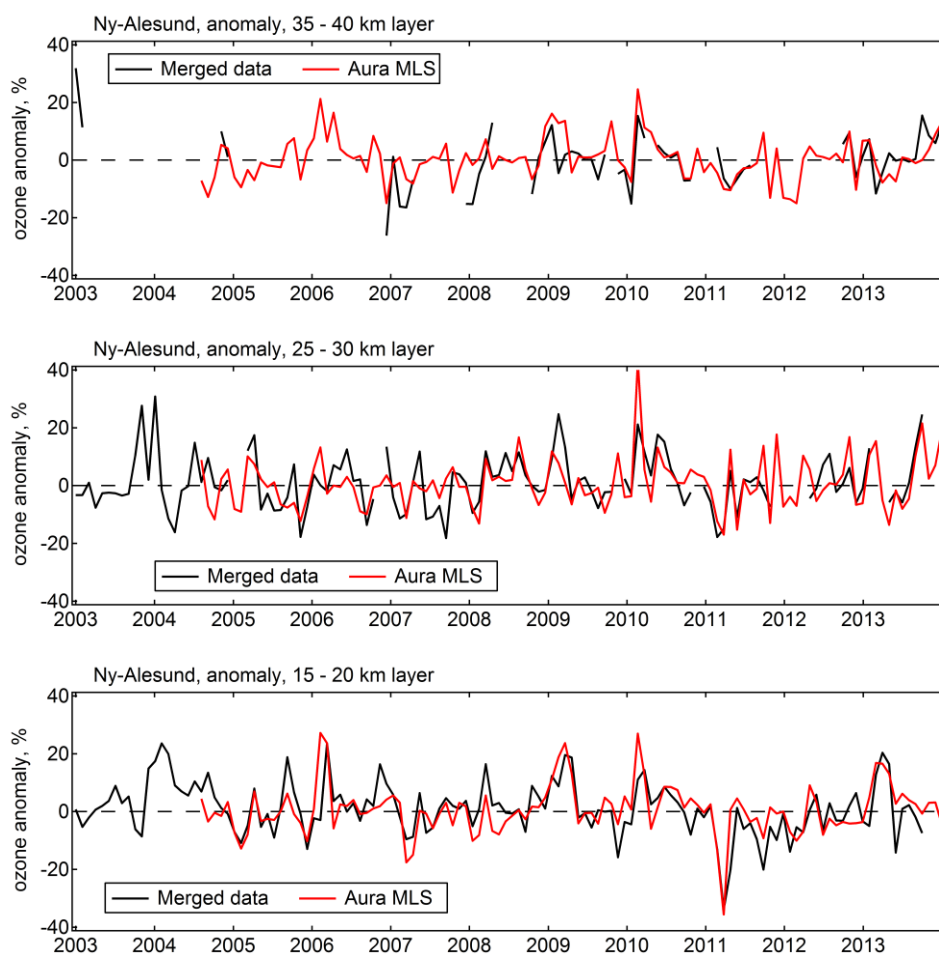 Ny-Alesund, anomaly, 35 - 40 km layer
40
Merged data Aura MLS
20
0
-20
-40
ozone anomaly, %
2003 2004 2005 2006 2007 2008 2009 2010 2011 2012 2013
Ny-Alesund, anomaly, 25 - 30 km layer
40
20
0
-20
Merged data Aura MLS
-40
ozone anomaly, %
2003 2004 2005 2006 2007 2008 2009 2010 2011 2012 2013
Ny-Alesund, anomaly, 15 - 20 km layer
40
20
0
-20
Merged data Aura MLS
-40
ozone anomaly, %
2003 2004 2005 2006 2007 2008 2009 2010 2011 2012 2013